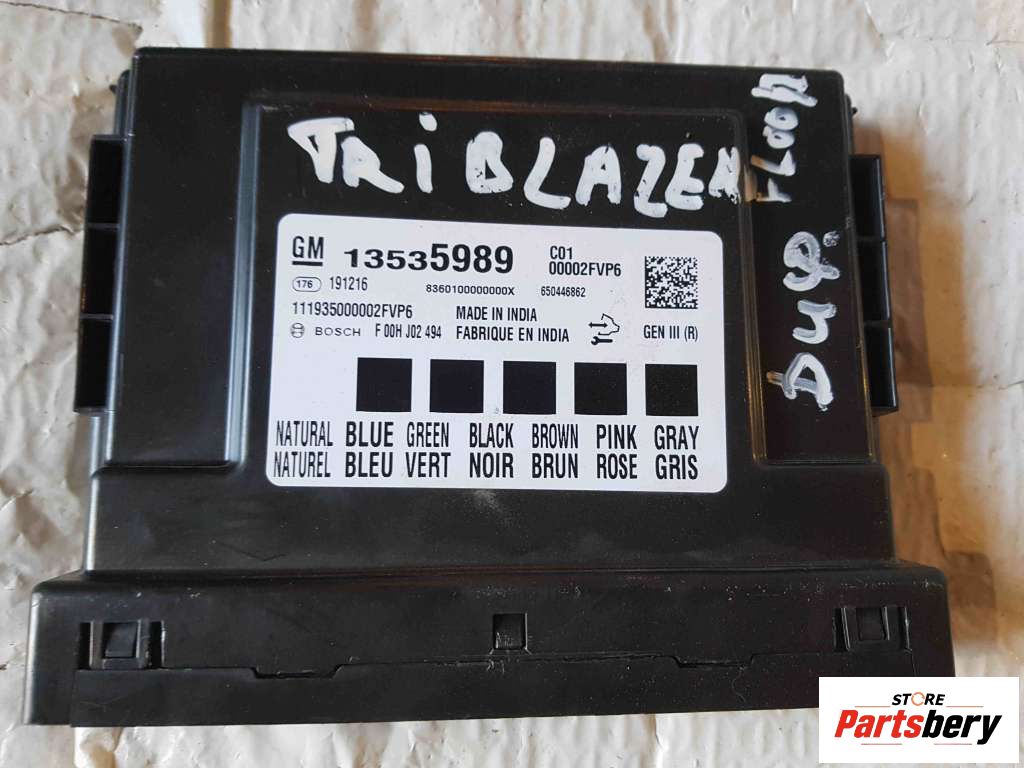 TRiBLAZER
FLOOR
Dug.
GM 13535989 C01
00002FVP6
176 191216 8360100000000X 650446862
111935000002FVP6 MADE IN INDIA
BOSCH F 00H J02 494 FABRIQUE EN INDIA GEN III (R)
NATURAL BLUE GREEN BLACK BROWN PINK GRAY
NATUREL BLEU VERT NOIR BRUN ROSE GRIS
STORE
Partsbery